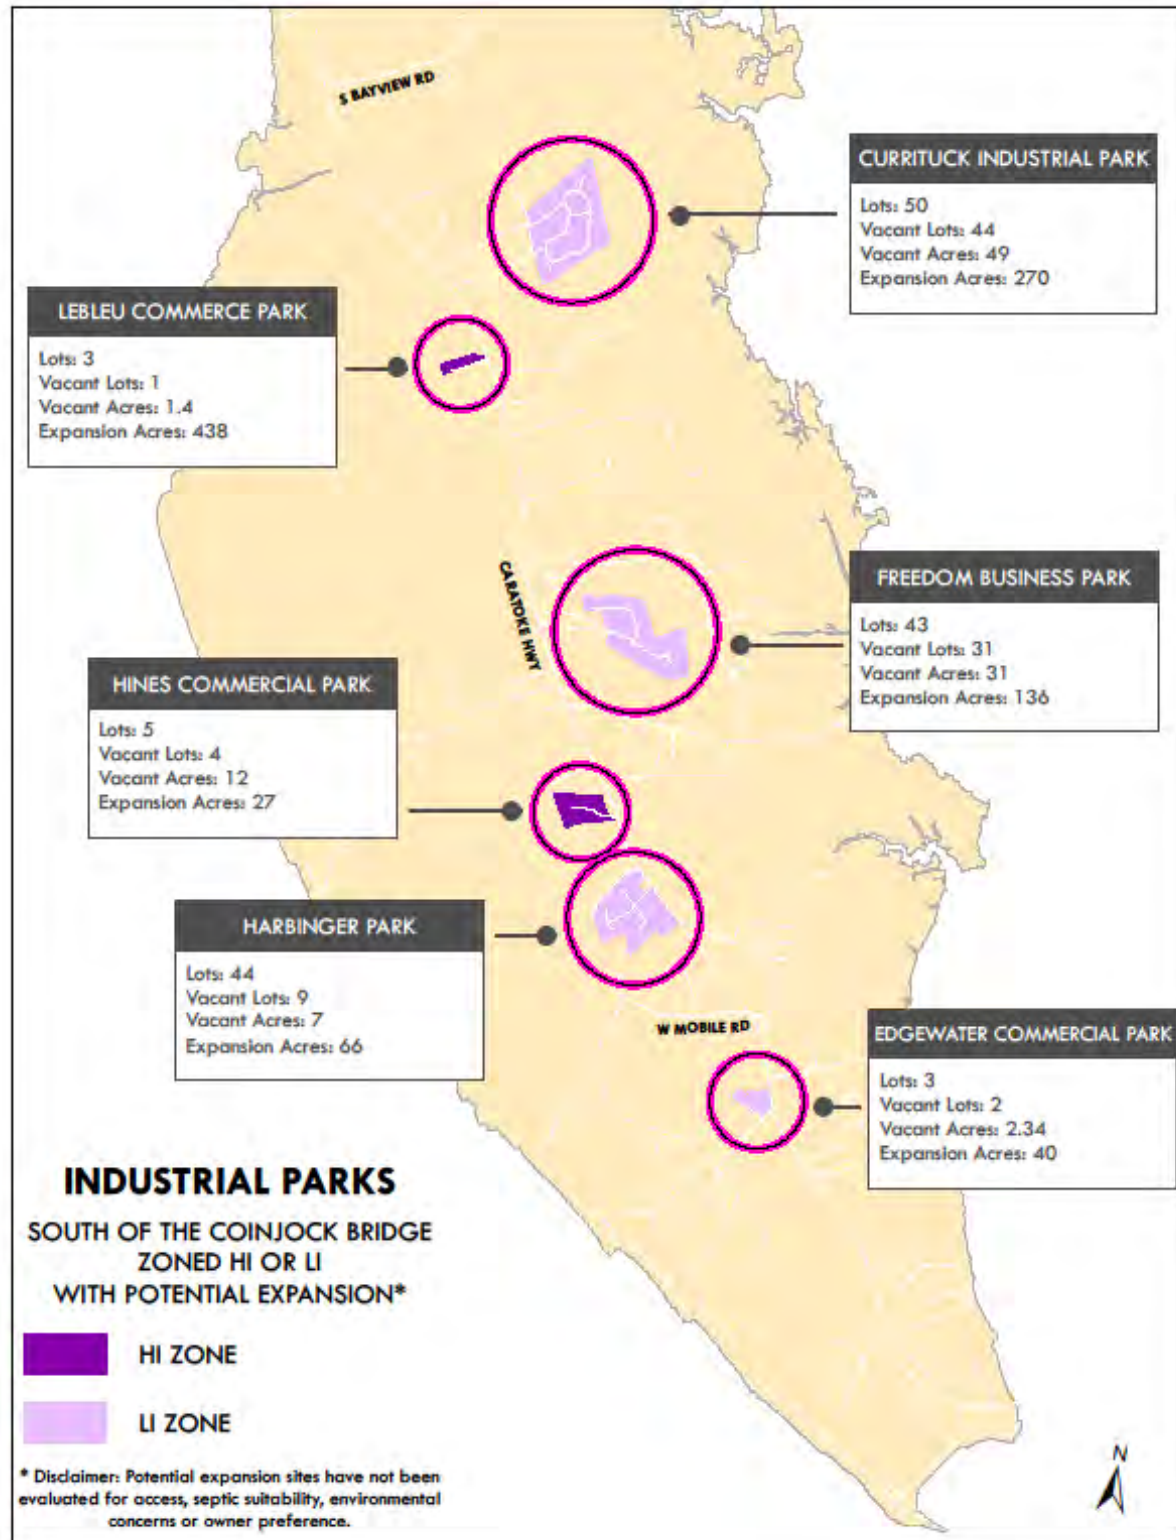 S BAYVIEW RD
CURRITUCK INDUSTRIAL PARK
Lots: 50
Vacant Lots: 44
Vacant Acres: 49
Expansion Acres: 270
LEBLEU COMMERCE PARK
Lots: 3
Vacant Lots: 1
Vacant Acres: 1.4
Expansion Acres: 438
CARATOKE HWY
FREEDOM BUSINESS PARK
Lots: 43
Vacant Lots: 31
Vacant Acres: 31
Expansion Acres: 136
HINES COMMERCIAL PARK
Lots: 5
Vacant Lots: 4
Vacant Acres: 12
Expansion Acres: 27
HARBINGER PARK
Lots: 44
Vacant Lots: 9
Vacant Acres: 7
Expansion Acres: 66
W MOBILE RD
EDGEWATER COMMERCIAL PARK
Lots: 3
Vacant Lots: 2
Vacant Acres: 2.34
Expansion Acres: 40
INDUSTRIAL PARKS
SOUTH OF THE COINJOCK BRIDGE
ZONED HI OR LI
WITH POTENTIAL EXPANSION*
HI ZONE
LI ZONE
* Disclaimer: Potential expansion sites have not been
evaluated for access, septic suitability, environmental
concerns or owner preference.
N